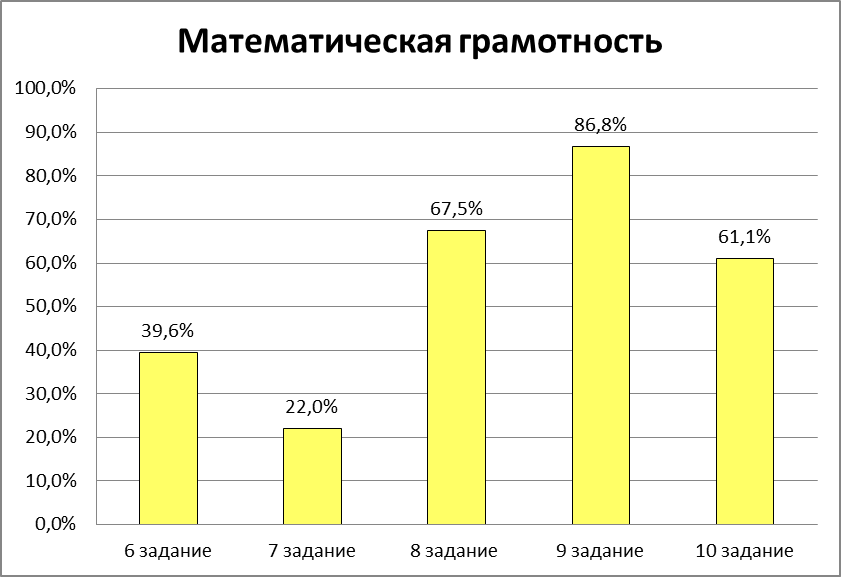 Математическая грамотность
100,0%
90,0%
80,0%
70,0%
60,0%
50,0%
40,0%
30,0%
20,0%
10,0%
0,0%
39,6%
22,0%
67,5%
86,8%
61,1%
6 задание
7 задание
8 задание
9 задание
10 задание